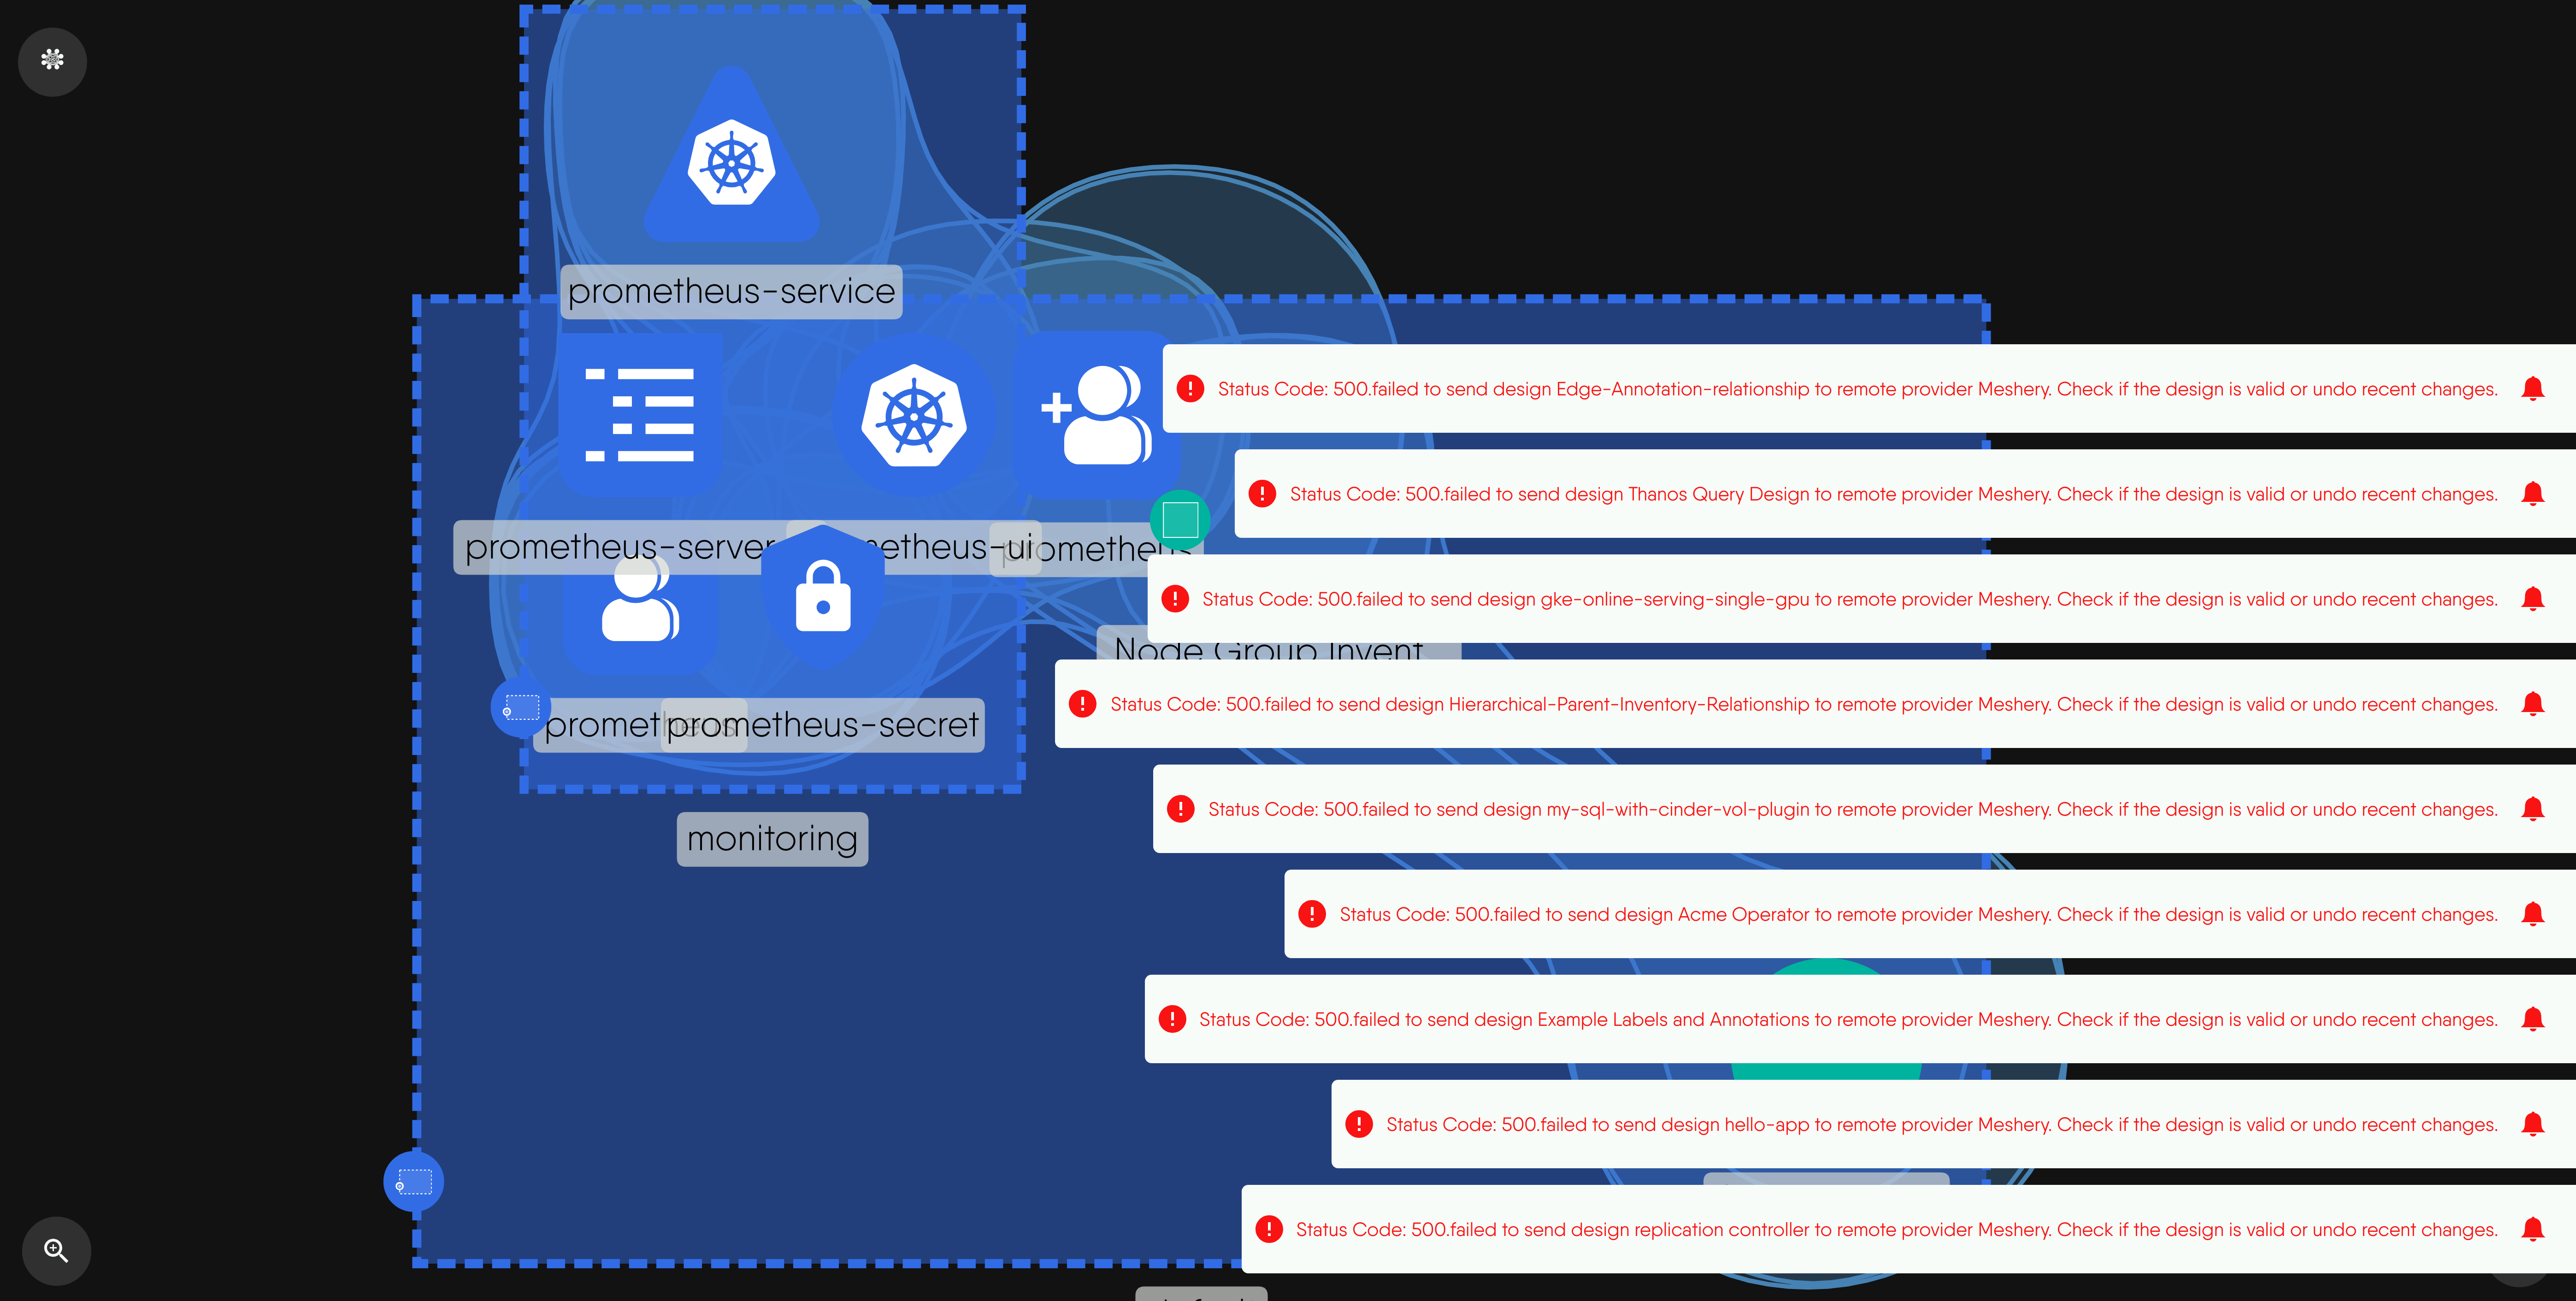 prometheus-service
Status Code: 500.failed to send design Edge-Annotation-relationship to remote provider Meshery. Check if the design is valid or undo recent changes.
Status Code: 500.failed to send design Thanos Query Design to remote provider Meshery. Check if the design is valid or undo recent changes.
prometheus-server
prometheus
Status Code: 500.failed to send design gke-online-serving-single-gpu to remote provider Meshery. Check if the design is valid or undo recent changes.
Node Group Invent
Status Code: 500.failed to send design Hierarchical-Parent-Inventory-Relationship to remote provider Meshery. Check if the design is valid or undo recent changes.
prometheus-secret
Status Code: 500.failed to send design my-sql-with-cinder-vol-plugin to remote provider Meshery. Check if the design is valid or undo recent changes.
monitoring
Status Code: 500.failed to send design Acme Operator to remote provider Meshery. Check if the design is valid or undo recent changes.
Status Code: 500.failed to send design Example Labels and Annotations to remote provider Meshery. Check if the design is valid or undo recent changes.
Status Code: 500.failed to send design hello-app to remote provider Meshery. Check if the design is valid or undo recent changes.
Status Code: 500.failed to send design replication controller to remote provider Meshery. Check if the design is valid or undo recent changes.